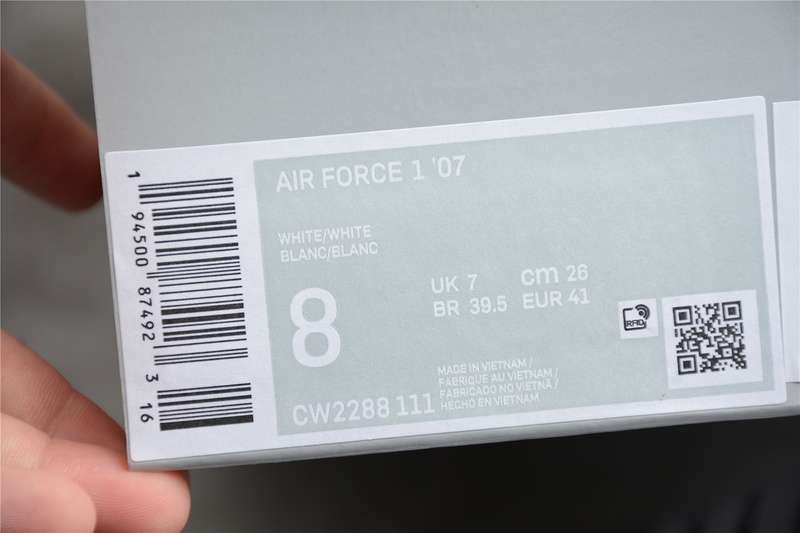 AIR FORCE 1 '07
WHITE/WHITE
BLANC/BLANC
8
UK 7 cm 26
BR 39.5 EUR 41
RFID
MADE IN VIETNAM /
FABRIQUE AU VIETNAM /
FABRICADO NO VIETNÃ /
HECHO EN VIETNAM
CW2288 111
1 94500 87492 3 16